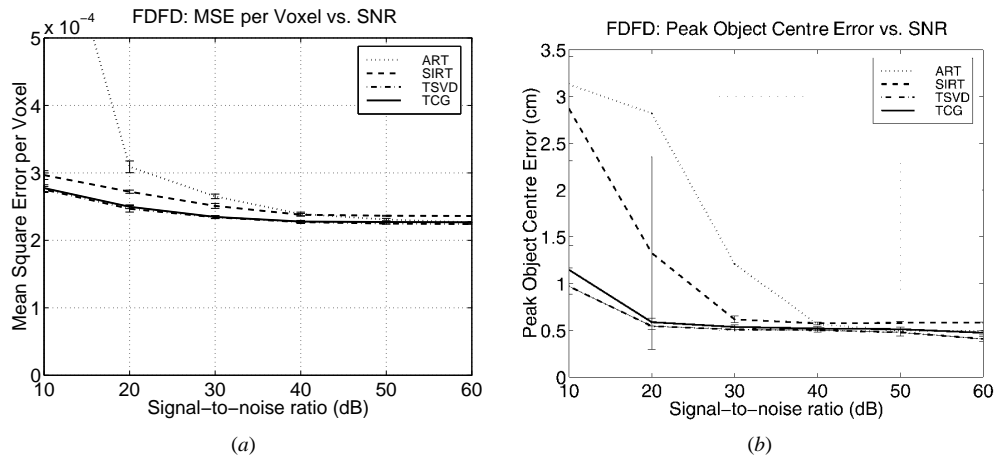 FDFD: MSE per Voxel vs. SNR
x 10⁻⁴
5
4
3
2
1
0
Mean Square Error per Voxel
ART
SIRT
TSVD
TCG
10 20 30 40 50 60
Signal−to−noise ratio (dB)
(a)
FDFD: Peak Object Centre Error vs. SNR
3.5
3
2.5
2
1.5
1
0.5
0
Peak Object Centre Error (cm)
ART
SIRT
TSVD
TCG
10 20 30 40 50 60
Signal−to−noise ratio (dB)
(b)